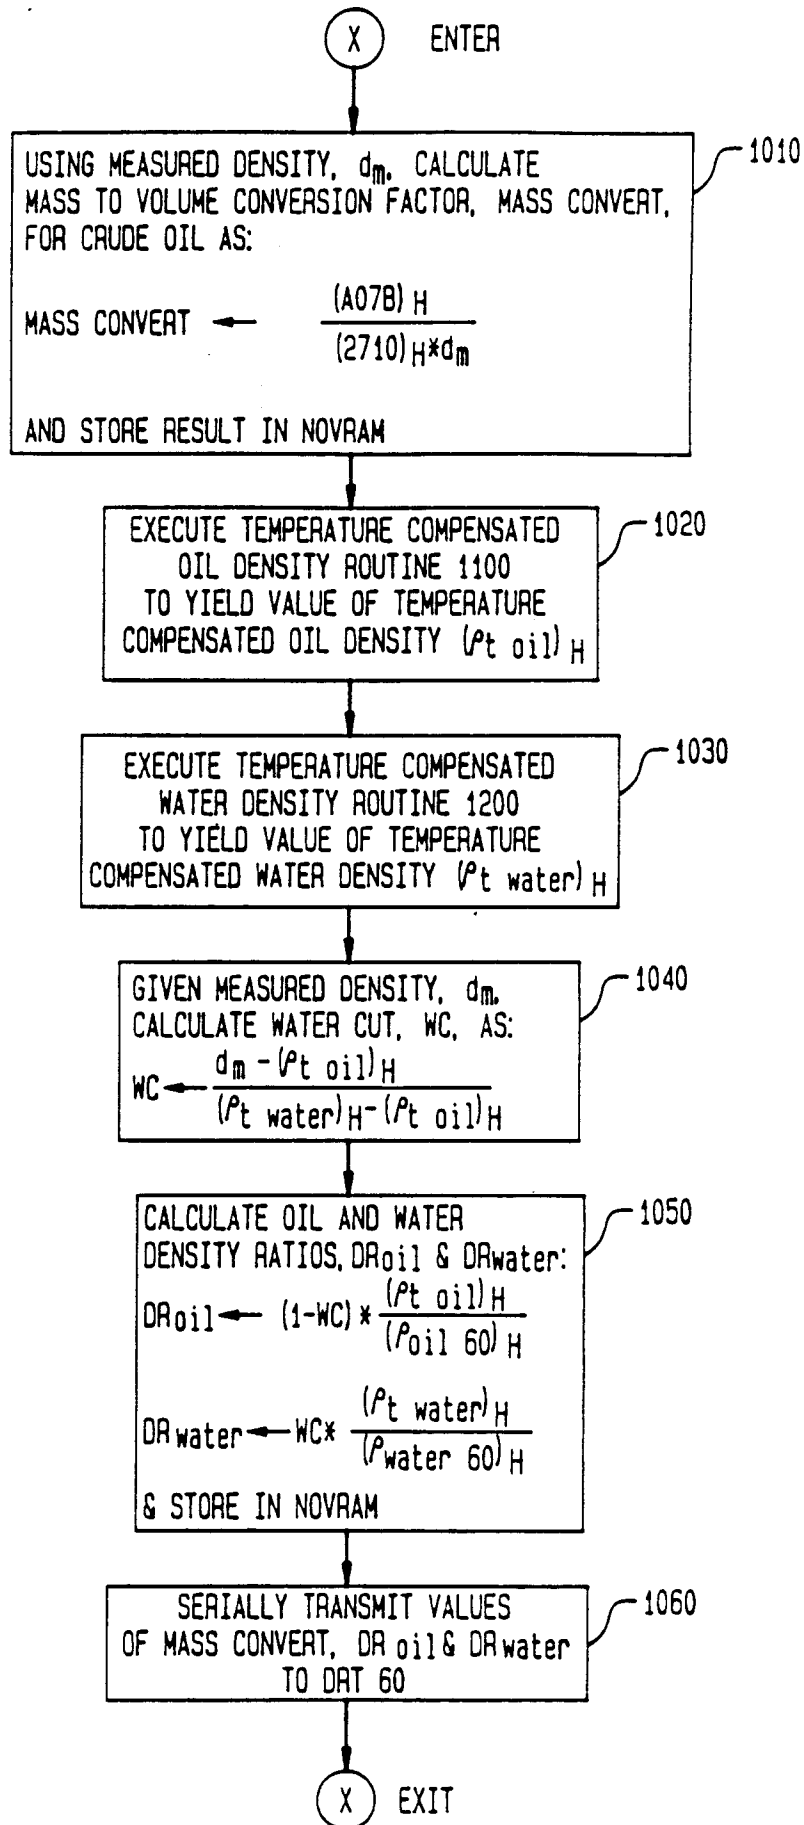 X ENTER
1010
USING MEASURED DENSITY, dm, CALCULATE
MASS TO VOLUME CONVERSION FACTOR, MASS CONVERT,
FOR CRUDE OIL AS:
MASS CONVERT ← (A07B)H
(2710)H*dm
AND STORE RESULT IN NOVRAM
1020
EXECUTE TEMPERATURE COMPENSATED
OIL DENSITY ROUTINE 1100
TO YIELD VALUE OF TEMPERATURE
COMPENSATED OIL DENSITY (ρt oil)H
1030
EXECUTE TEMPERATURE COMPENSATED
WATER DENSITY ROUTINE 1200
TO YIELD VALUE OF TEMPERATURE
COMPENSATED WATER DENSITY (ρt water)H
1040
GIVEN MEASURED DENSITY, dm,
CALCULATE WATER CUT, WC, AS:
WC ← dm - (ρt oil)H
(ρt water)H - (ρt oil)H
1050
CALCULATE OIL AND WATER
DENSITY RATIOS, DRoil & DRwater:
DRoil ← (1-WC) * (ρt oil)H
(ρoil 60)H
DRwater ← WC* (ρt water)H
(ρwater 60)H
& STORE IN NOVRAM
1060
SERIALLY TRANSMIT VALUES
OF MASS CONVERT, DRoil & DRwater
TO DRT 60
X EXIT